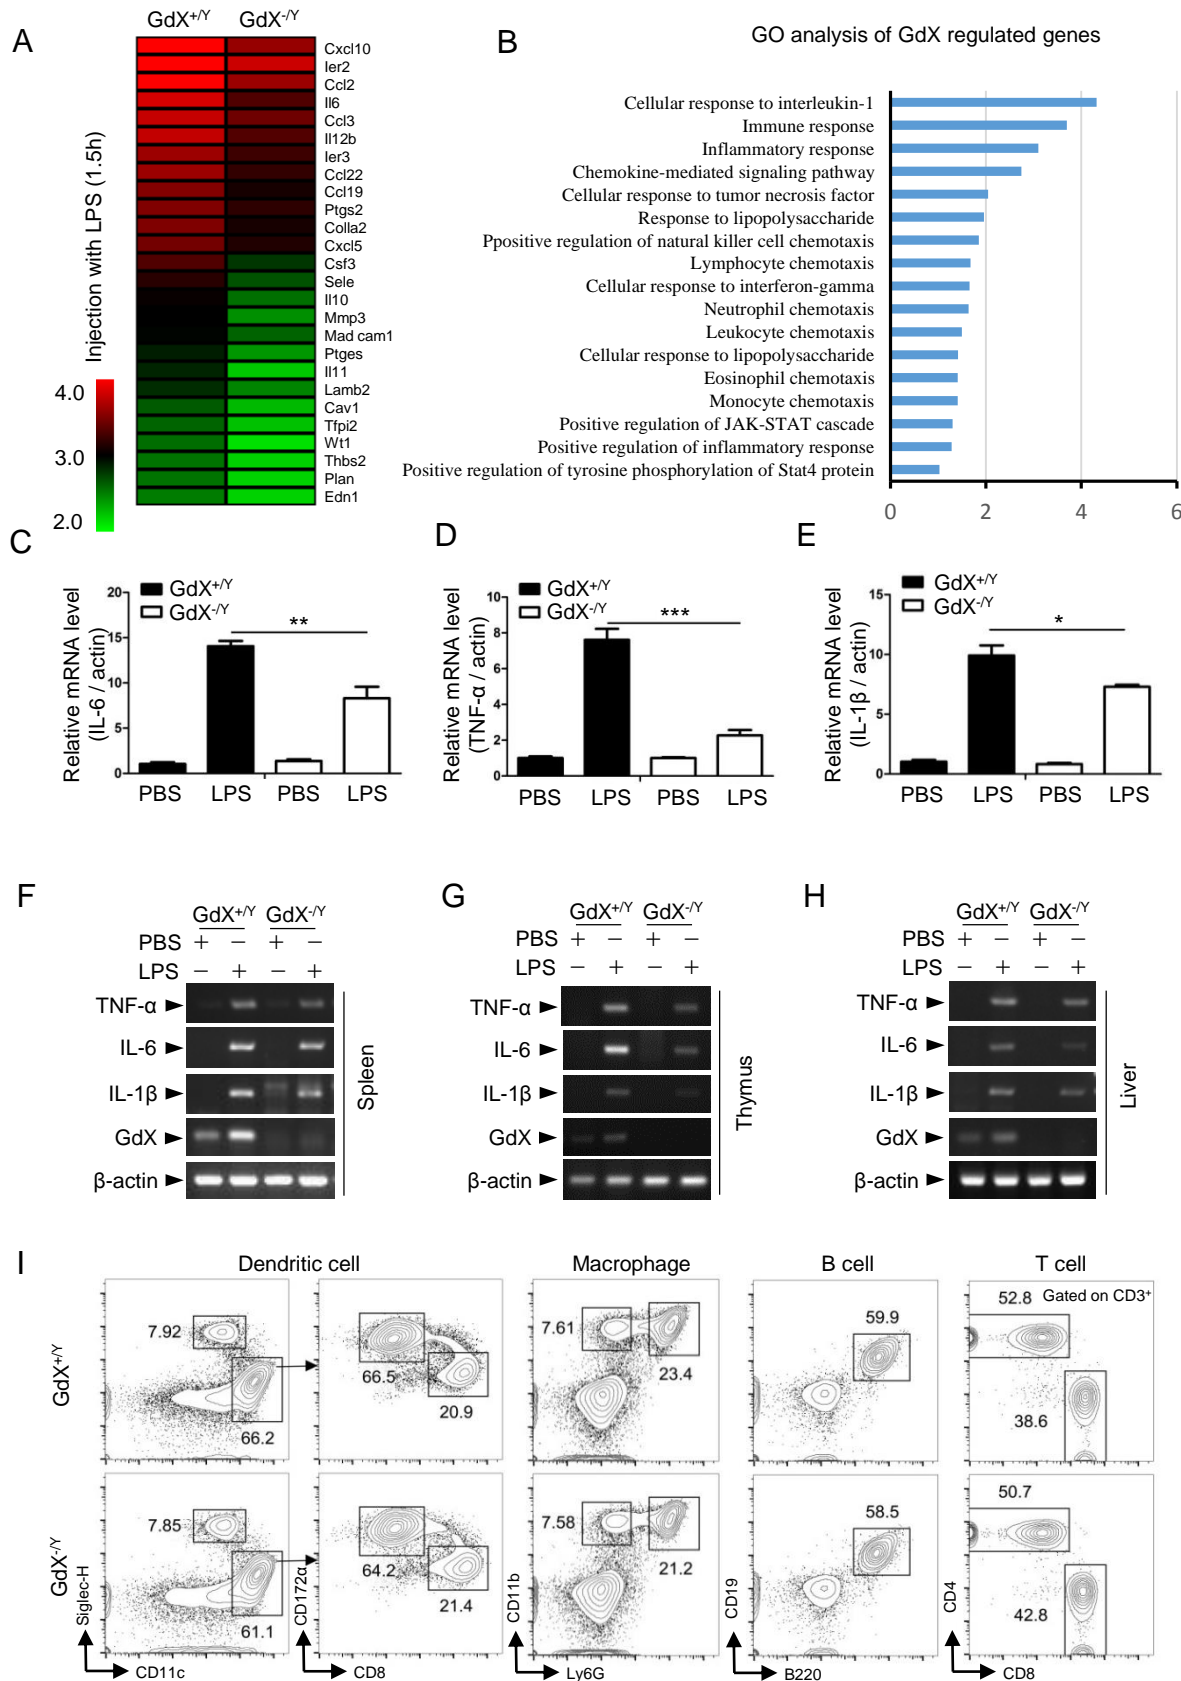 A
GdX+/Y GdX-/Y
Injection with LPS (1.5h)
Cxcl10
Ier2
Ccl2
Il6
Ccl3
Il12b
Ier3
Ccl22
Ccl19
Ptgs2
Colla2
Cxcl5
Csf3
Sele
Il10
Mmp3
Mad cam1
Ptges
Il11
Lamb2
Cav1
Tfpi2
Wt1
Thbs2
Plan
Edn1
4.0
3.0
2.0
B
GO analysis of GdX regulated genes
Cellular response to interleukin-1
Immune response
Inflammatory response
Chemokine-mediated signaling pathway
Cellular response to tumor necrosis factor
Response to lipopolysaccharide
Ppositive regulation of natural killer cell chemotaxis
Lymphocyte chemotaxis
Cellular response to interferon-gamma
Neutrophil chemotaxis
Leukocyte chemotaxis
Cellular response to lipopolysaccharide
Eosinophil chemotaxis
Monocyte chemotaxis
Positive regulation of JAK-STAT cascade
Positive regulation of inflammatory response
Positive regulation of tyrosine phosphorylation of Stat4 protein
0 2 4 6
C
Relative mRNA level
(IL-6 / actin)
GdX+/Y
GdX-/Y
20
15
10
5
0
**
PBS LPS PBS LPS
D
Relative mRNA level
(TNF-α / actin)
GdX+/Y
GdX-/Y
10
8
6
4
2
0
***
PBS LPS PBS LPS
E
Relative mRNA level
(IL-1β / actin)
GdX+/Y
GdX-/Y
15
10
5
0
*
PBS LPS PBS LPS
F
GdX+/Y GdX-/Y
PBS + − + −
LPS − + − +
TNF-α
IL-6
IL-1β
GdX
β-actin
Spleen
G
GdX+/Y GdX-/Y
PBS + − + −
LPS − + − +
TNF-α
IL-6
IL-1β
GdX
β-actin
Thymus
H
GdX+/Y GdX-/Y
PBS + − + −
LPS − + − +
TNF-α
IL-6
IL-1β
GdX
β-actin
Liver
I
Dendritic cell Macrophage B cell T cell
GdX+/Y
7.92
66.2
66.5
20.9
7.61
23.4
59.9
52.8
Gated on CD3+
38.6
GdX-/Y
7.85
61.1
64.2
21.4
7.58
21.2
58.5
50.7
42.8
Siglec-H
CD11c
CD172α
CD8
CD11b
Ly6G
CD19
B220
CD4
CD8